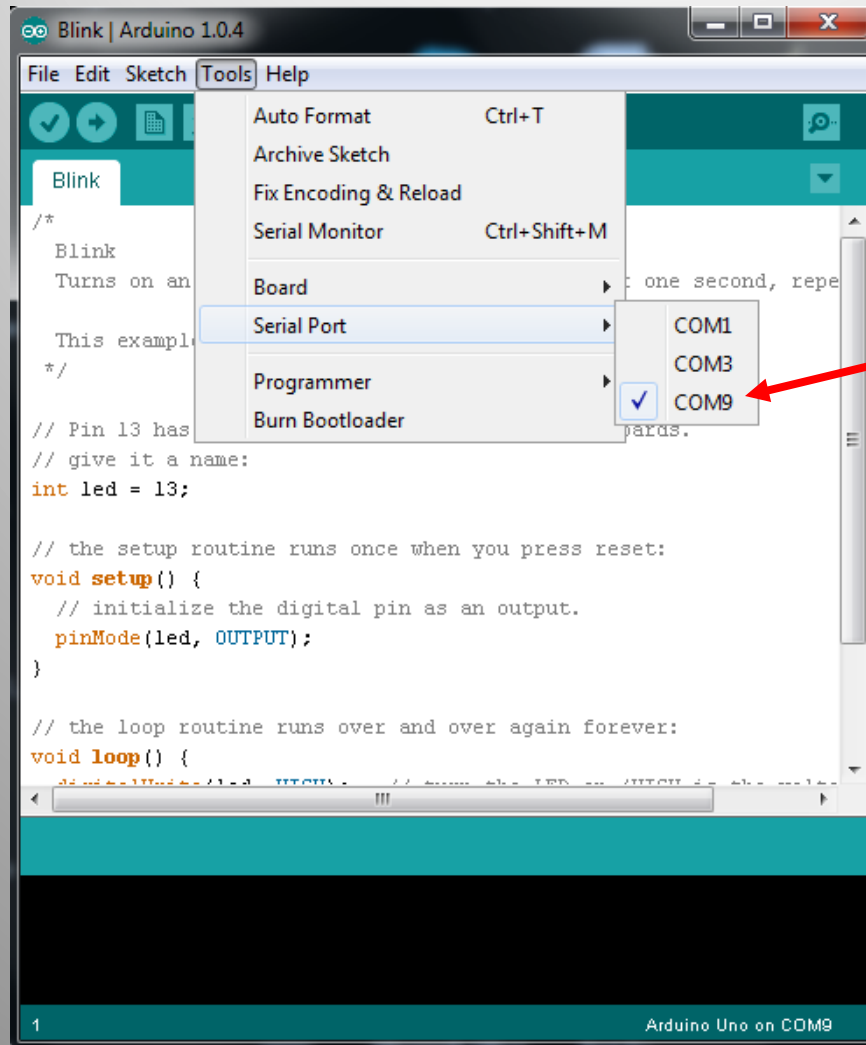 Blink | Arduino 1.0.4
File Edit Sketch Tools Help
Auto Format Ctrl+T
Archive Sketch
Fix Encoding & Reload
Serial Monitor Ctrl+Shift+M
Board
Serial Port
Programmer
Burn Bootloader
COM1
COM3
COM9
Blink
/*
Blink
Turns on an one second, repe
This exampl
*/
// Pin 13 has
// give it a name:
int led = 13;
// the setup routine runs once when you press reset:
void setup() {
// initialize the digital pin as an output.
pinMode(led, OUTPUT);
}
// the loop routine runs over and over again forever:
void loop() {
1 Arduino Uno on COM9